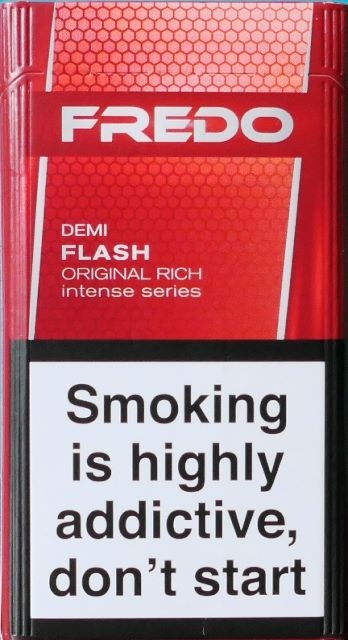 FREDO
DEMI
FLASH
ORIGINAL RICH
intense series
Smoking
is highly
addictive,
don't start